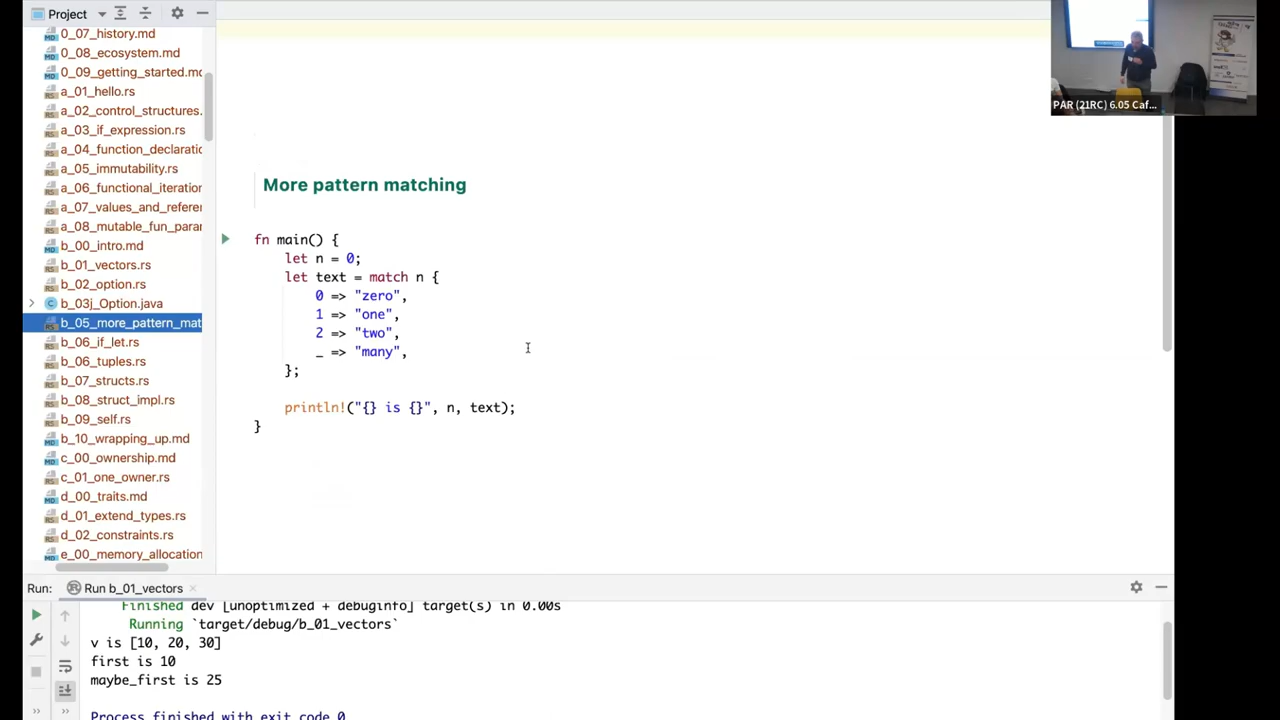 Project
0_07_history.md
0_08_ecosystem.md
0_09_getting_started.md
a_01_hello.rs
a_02_control_structures.
a_03_if_expression.rs
a_04_function_declaratio
a_05_immutability.rs
a_06_functional_iteration
a_07_values_and_referen
a_08_mutable_fun_para
b_00_intro.md
b_01_vectors.rs
b_02_option.rs
b_03j_Option.java
b_05_more_pattern_mat
b_06_if_let.rs
b_06_tuples.rs
b_07_structs.rs
b_08_struct_impl.rs
b_09_self.rs
b_10_wrapping_up.md
c_00_ownership.md
c_01_one_owner.rs
d_00_traits.md
d_01_extend_types.rs
d_02_constraints.rs
e_00_memory_allocation
More pattern matching
fn main() {
let n = 0;
let text = match n {
0 => "zero",
1 => "one",
2 => "two",
_ => "many",
};
println!("{} is {}", n, text);
}
PAR (21RC) 6.05 Caf...
Run: Run b_01_vectors
Finished dev [unoptimized + debuginfo] target(s) in 0.00s
Running `target/debug/b_01_vectors`
v is [10, 20, 30]
first is 10
maybe_first is 25
Process finished with exit code 0